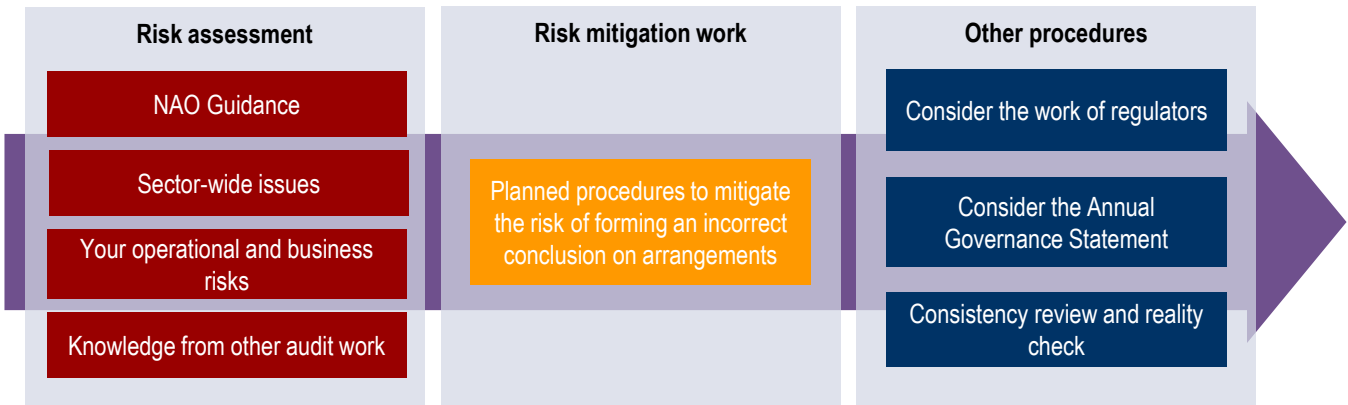 Risk assessment
NAO Guidance
Sector-wide issues
Your operational and business
risks
Knowledge from other audit work
Risk mitigation work
Planned procedures to mitigate
the risk of forming an incorrect
conclusion on arrangements
Other procedures
Consider the work of regulators
Consider the Annual
Governance Statement
Consistency review and reality
check